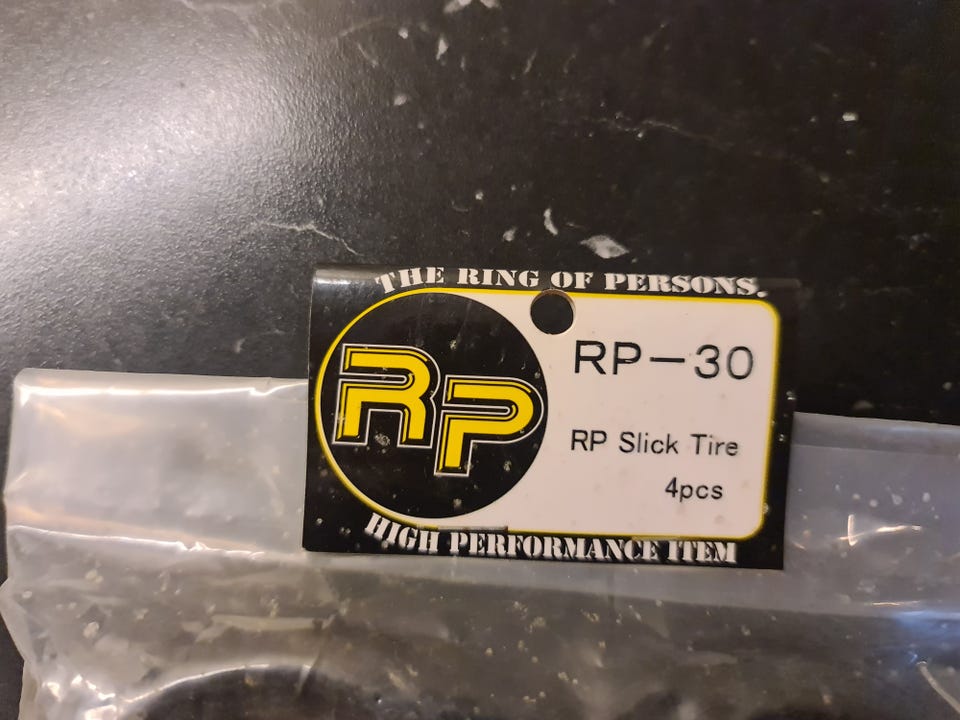 THE RING OF PERSONS.
RP
RP-30
RP Slick Tire
4pcs
HIGH PERFORMANCE ITEM